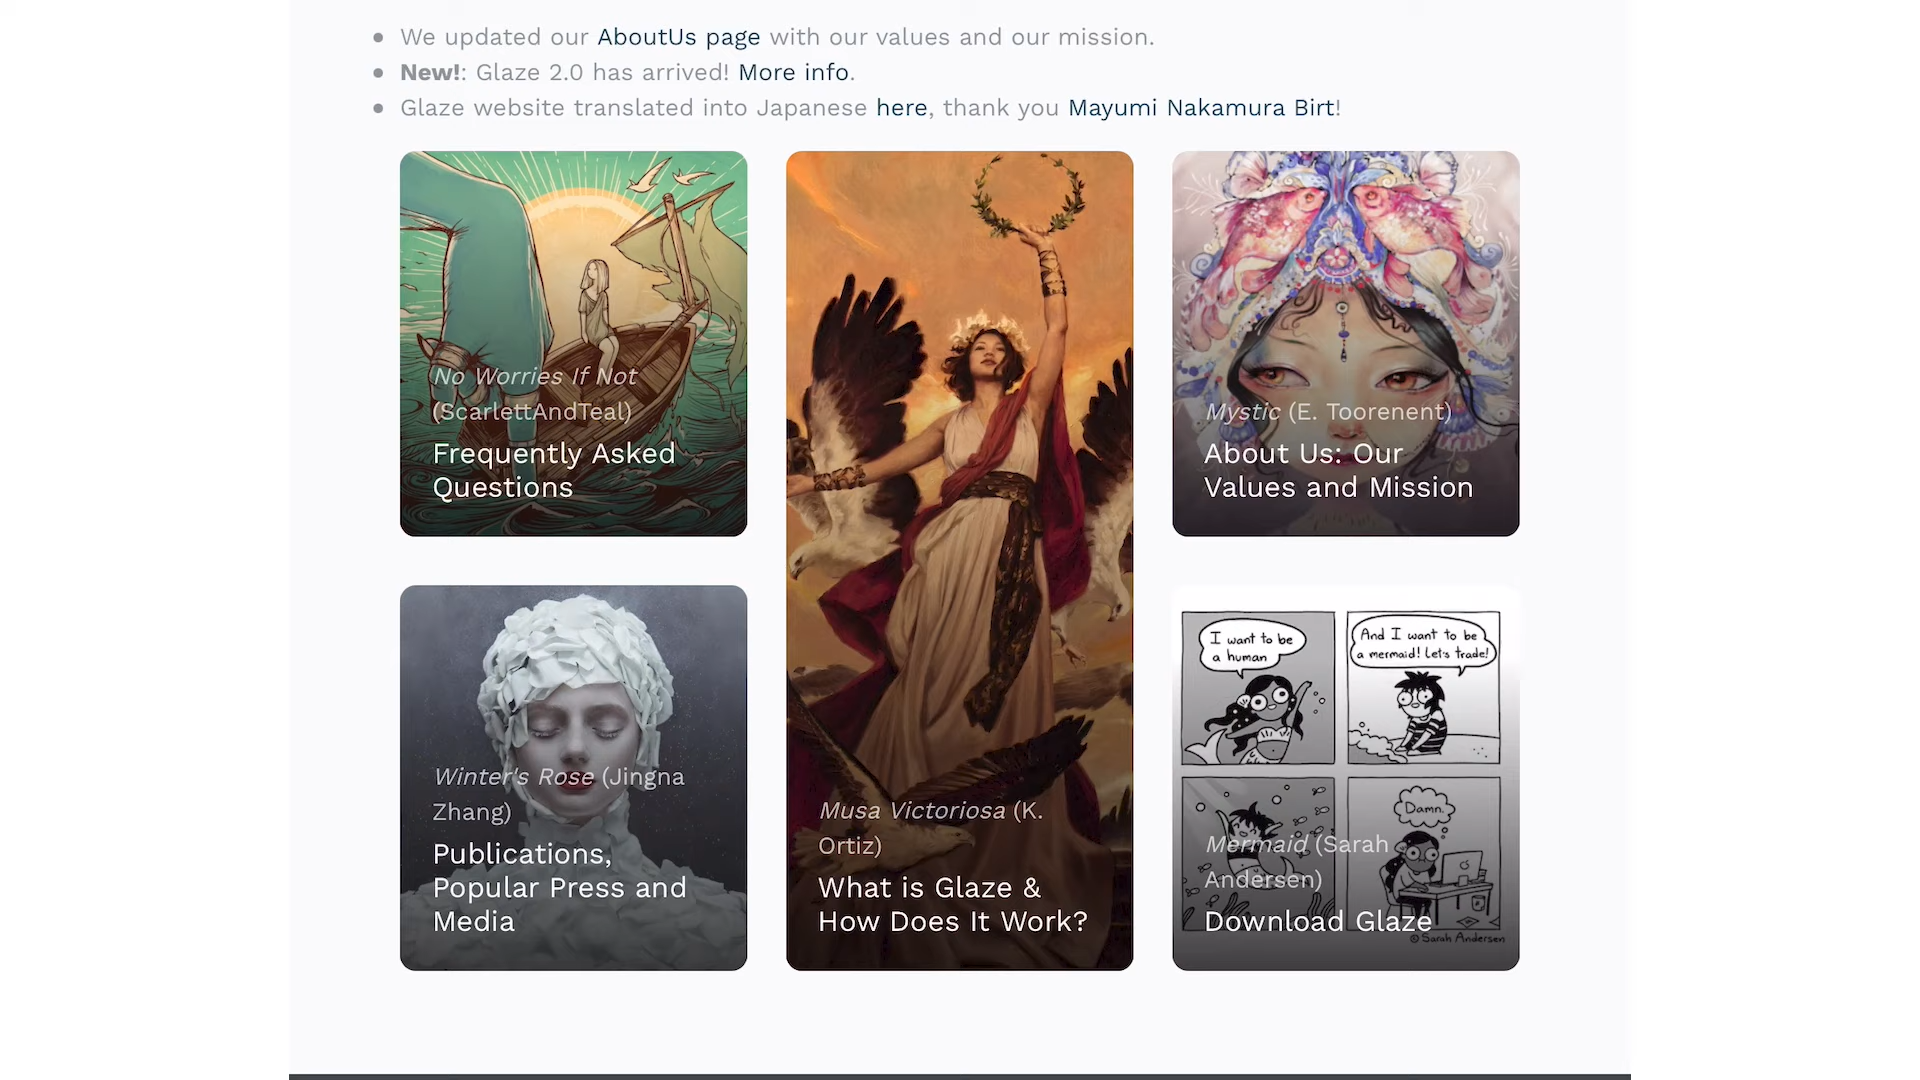 We updated our AboutUs page with our values and our mission.
New!: Glaze 2.0 has arrived! More info.
Glaze website translated into Japanese here, thank you Mayumi Nakamura Birt!
No Worries If Not
(ScarlettAndTeal)
Frequently Asked
Questions
Musa Victoriosa (K.
Ortiz)
What is Glaze &
How Does It Work?
Mystic (E. Toorenent)
About Us: Our
Values and Mission
Winter's Rose (Jingna
Zhang)
Publications,
Popular Press and
Media
I want to be
a human
And I want to be
a mermaid! Let's trade!
Damn.
Mermaid (Sarah
Andersen)
Download Glaze
© Sarah Andersen